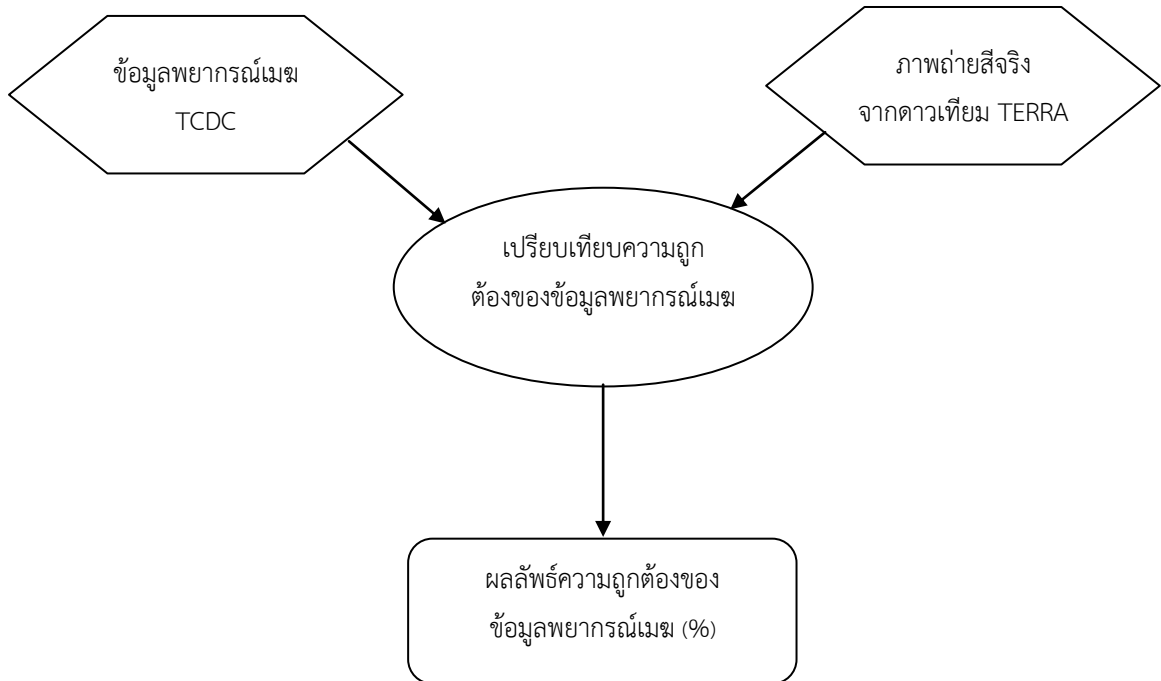 ข้อมูลพยากรณ์เมฆ
TCDC
ภาพถ่ายสีจริง
จากดาวเทียม TERRA
เปรียบเทียบความถูก
ต้องของข้อมูลพยากรณ์เมฆ
ผลลัพธ์ความถูกต้องของ
ข้อมูลพยากรณ์เมฆ (%)